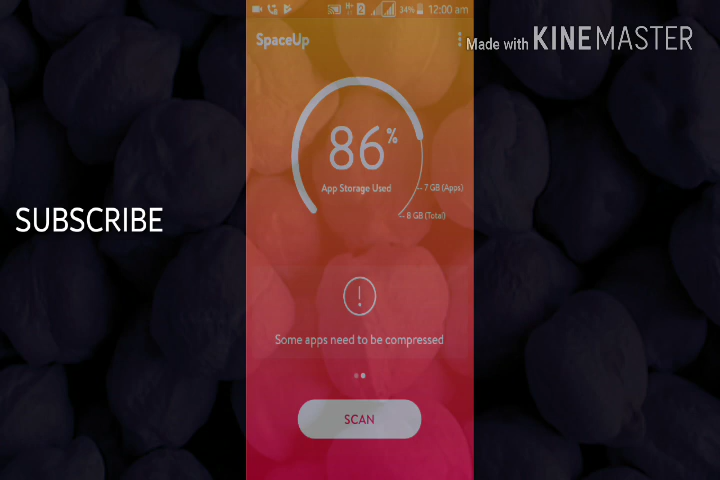 34% 12:00 am
SpaceUp
Made with KINEMASTER
86%
App Storage Used
7 GB (Apps)
8 GB (Total)
SUBSCRIBE
!
Some apps need to be compressed
SCAN